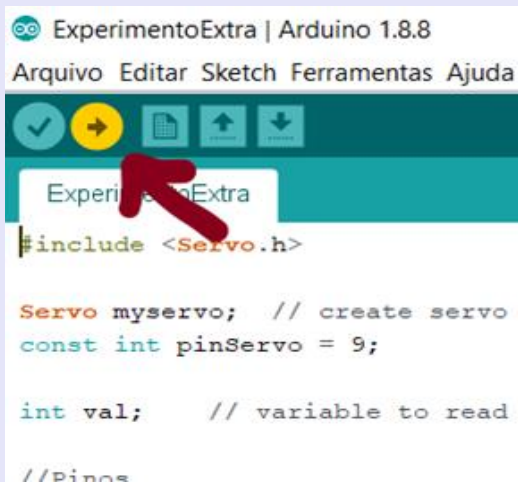 ExperimentoExtra | Arduino 1.8.8
Arquivo Editar Sketch Ferramentas Ajuda
#include <Servo.h>
Servo myservo; // create servo
const int pinServo = 9;
int val; // variable to read
//Pinos